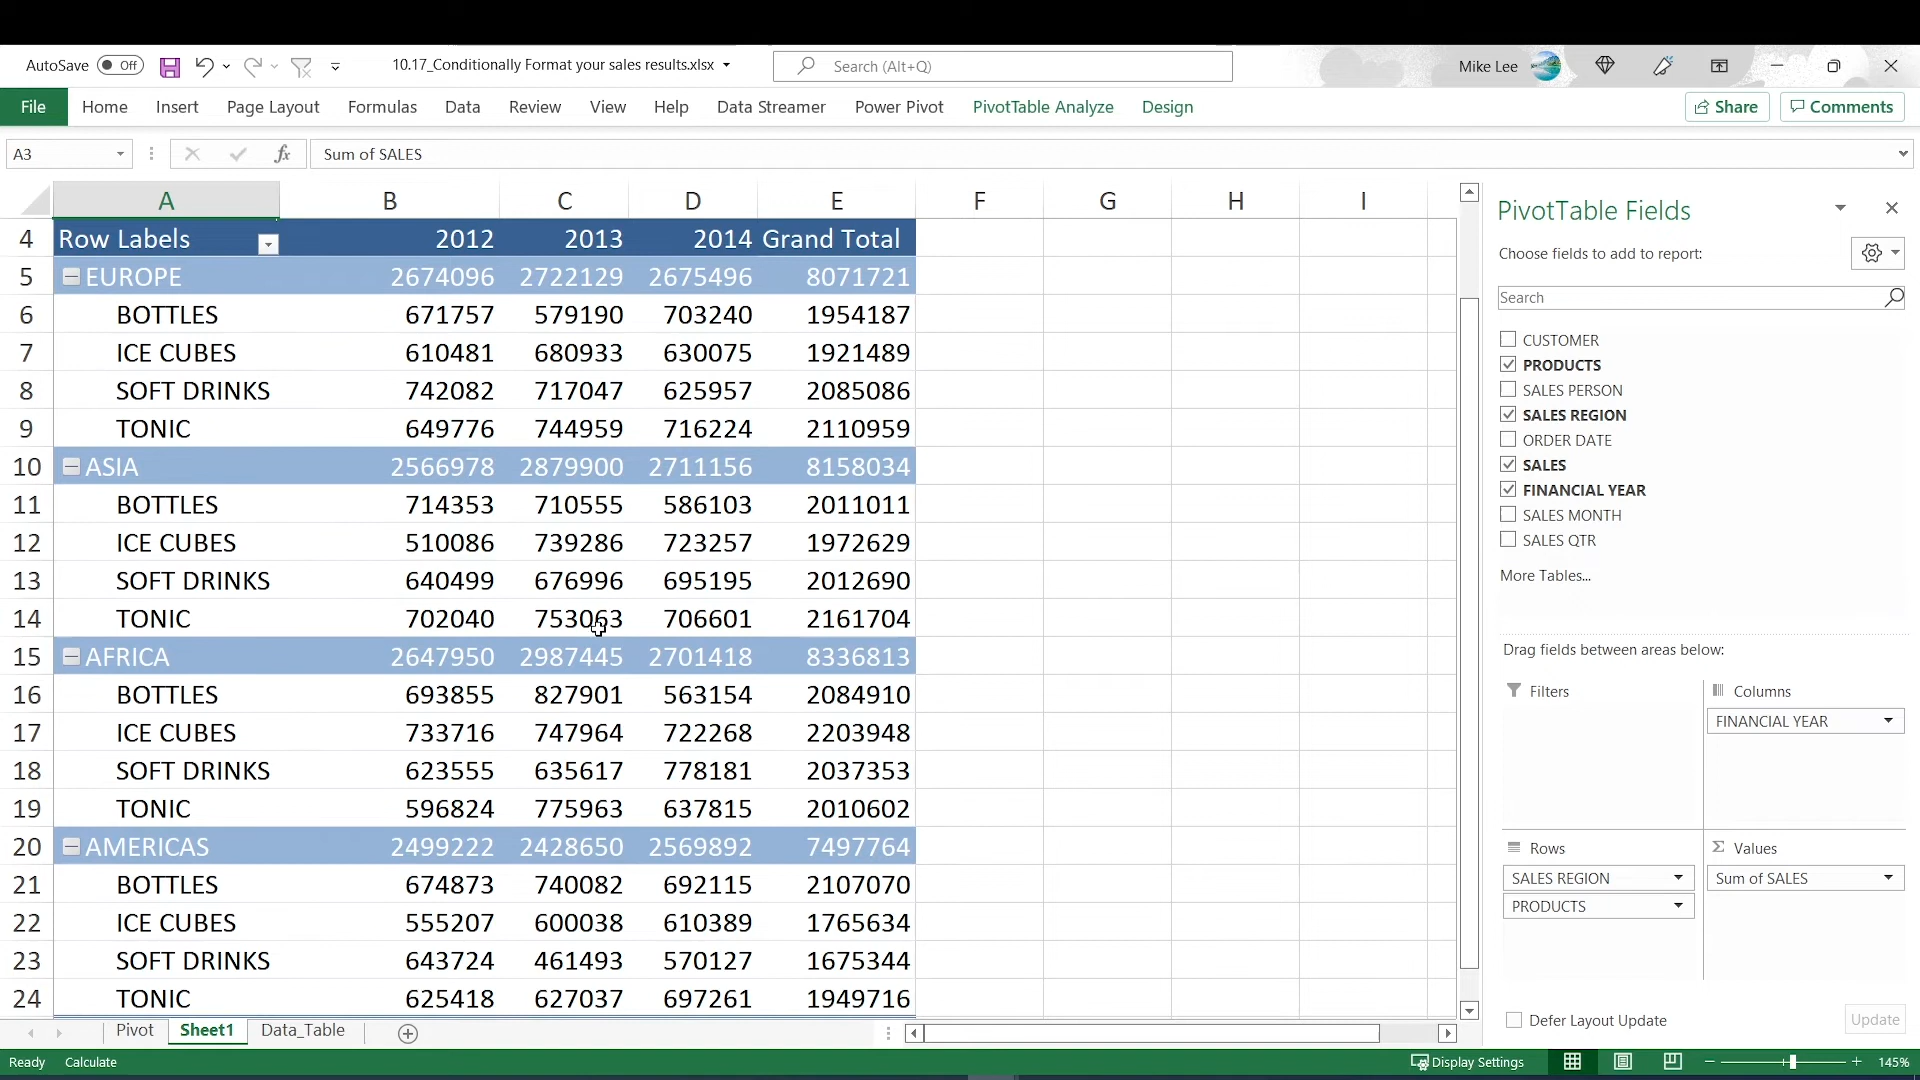 AutoSave Off 10.17_Conditionally Format your sales results.xlsx Search (Alt+Q) Mike Lee
File Home Insert Page Layout Formulas Data Review View Help Data Streamer Power Pivot PivotTable Analyze Design Share Comments
A3 fx Sum of SALES
A B C D E F G H I
4 Row Labels 2012 2013 2014 Grand Total
5 EUROPE 2674096 2722129 2675496 8071721
6 BOTTLES 671757 579190 703240 1954187
7 ICE CUBES 610481 680933 630075 1921489
8 SOFT DRINKS 742082 717047 625957 2085086
9 TONIC 649776 744959 716224 2110959
10 ASIA 2566978 2879900 2711156 8158034
11 BOTTLES 714353 710555 586103 2011011
12 ICE CUBES 510086 739286 723257 1972629
13 SOFT DRINKS 640499 676996 695195 2012690
14 TONIC 702040 753063 706601 2161704
15 AFRICA 2647950 2987445 2701418 8336813
16 BOTTLES 693855 827901 563154 2084910
17 ICE CUBES 733716 747964 722268 2203948
18 SOFT DRINKS 623555 635617 778181 2037353
19 TONIC 596824 775963 637815 2010602
20 AMERICAS 2499222 2428650 2569892 7497764
21 BOTTLES 674873 740082 692115 2107070
22 ICE CUBES 555207 600038 610389 1765634
23 SOFT DRINKS 643724 461493 570127 1675344
24 TONIC 625418 627037 697261 1949716
PivotTable Fields
Choose fields to add to report:
Search
CUSTOMER
PRODUCTS
SALES PERSON
SALES REGION
ORDER DATE
SALES
FINANCIAL YEAR
SALES MONTH
SALES QTR
More Tables...
Drag fields between areas below:
Filters
Columns
FINANCIAL YEAR
Rows
SALES REGION
PRODUCTS
Σ Values
Sum of SALES
Defer Layout Update Update
Pivot Sheet1 Data_Table
Ready Calculate Display Settings 145%